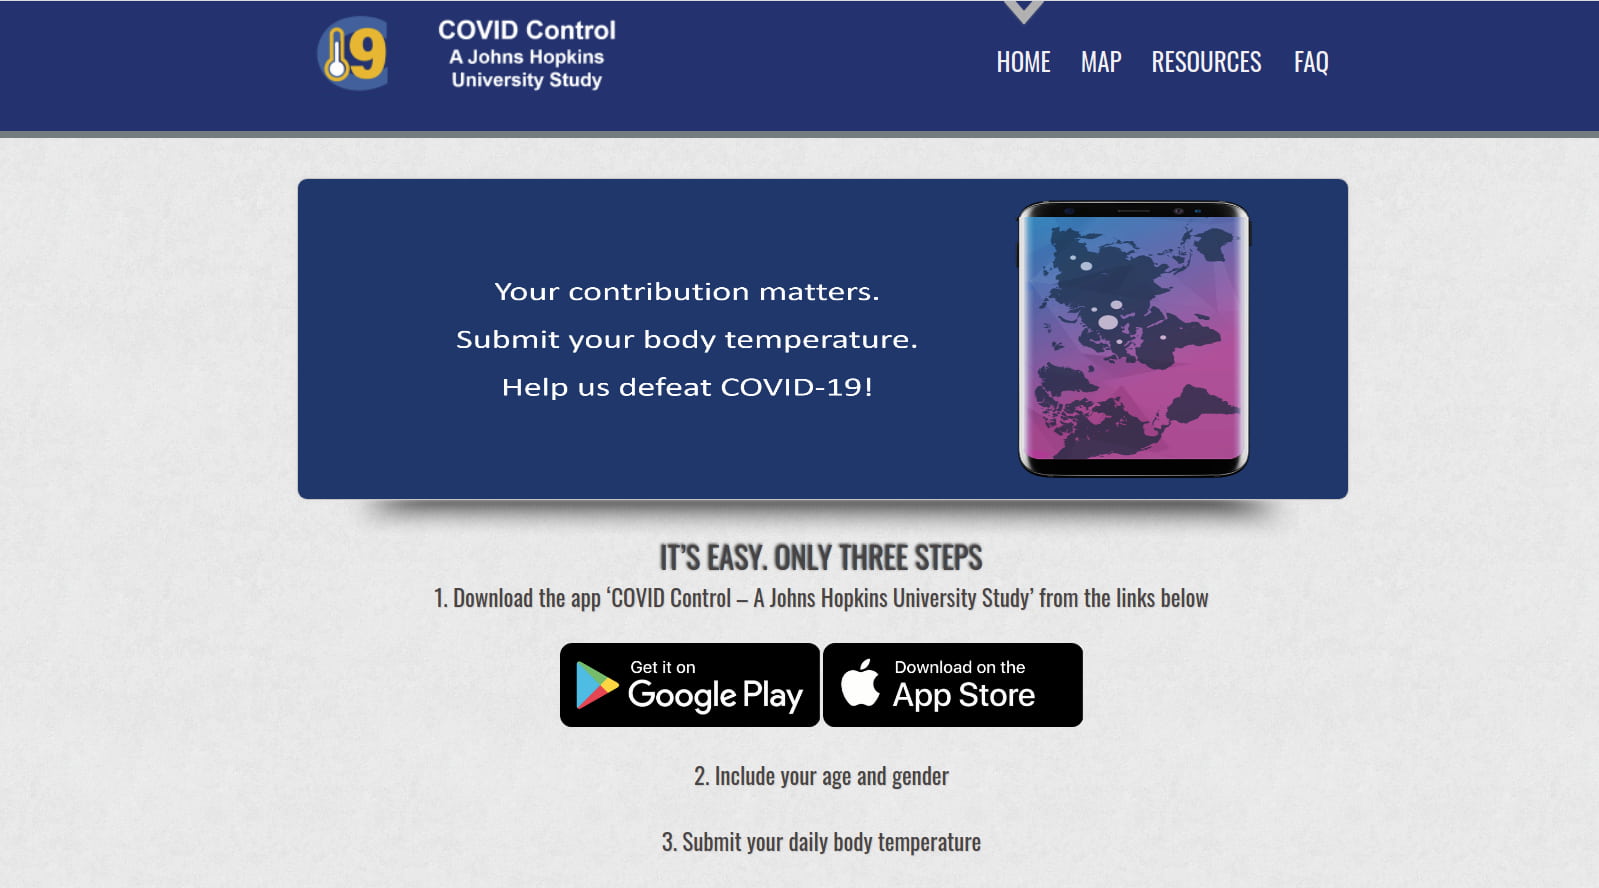 19
COVID Control
A Johns Hopkins
University Study
HOME MAP RESOURCES FAQ
Your contribution matters.
Submit your body temperature.
Help us defeat COVID-19!
IT’S EASY. ONLY THREE STEPS
1. Download the app ‘COVID Control – A Johns Hopkins University Study’ from the links below
Get it on
Google Play
Download on the
App Store
2. Include your age and gender
3. Submit your daily body temperature